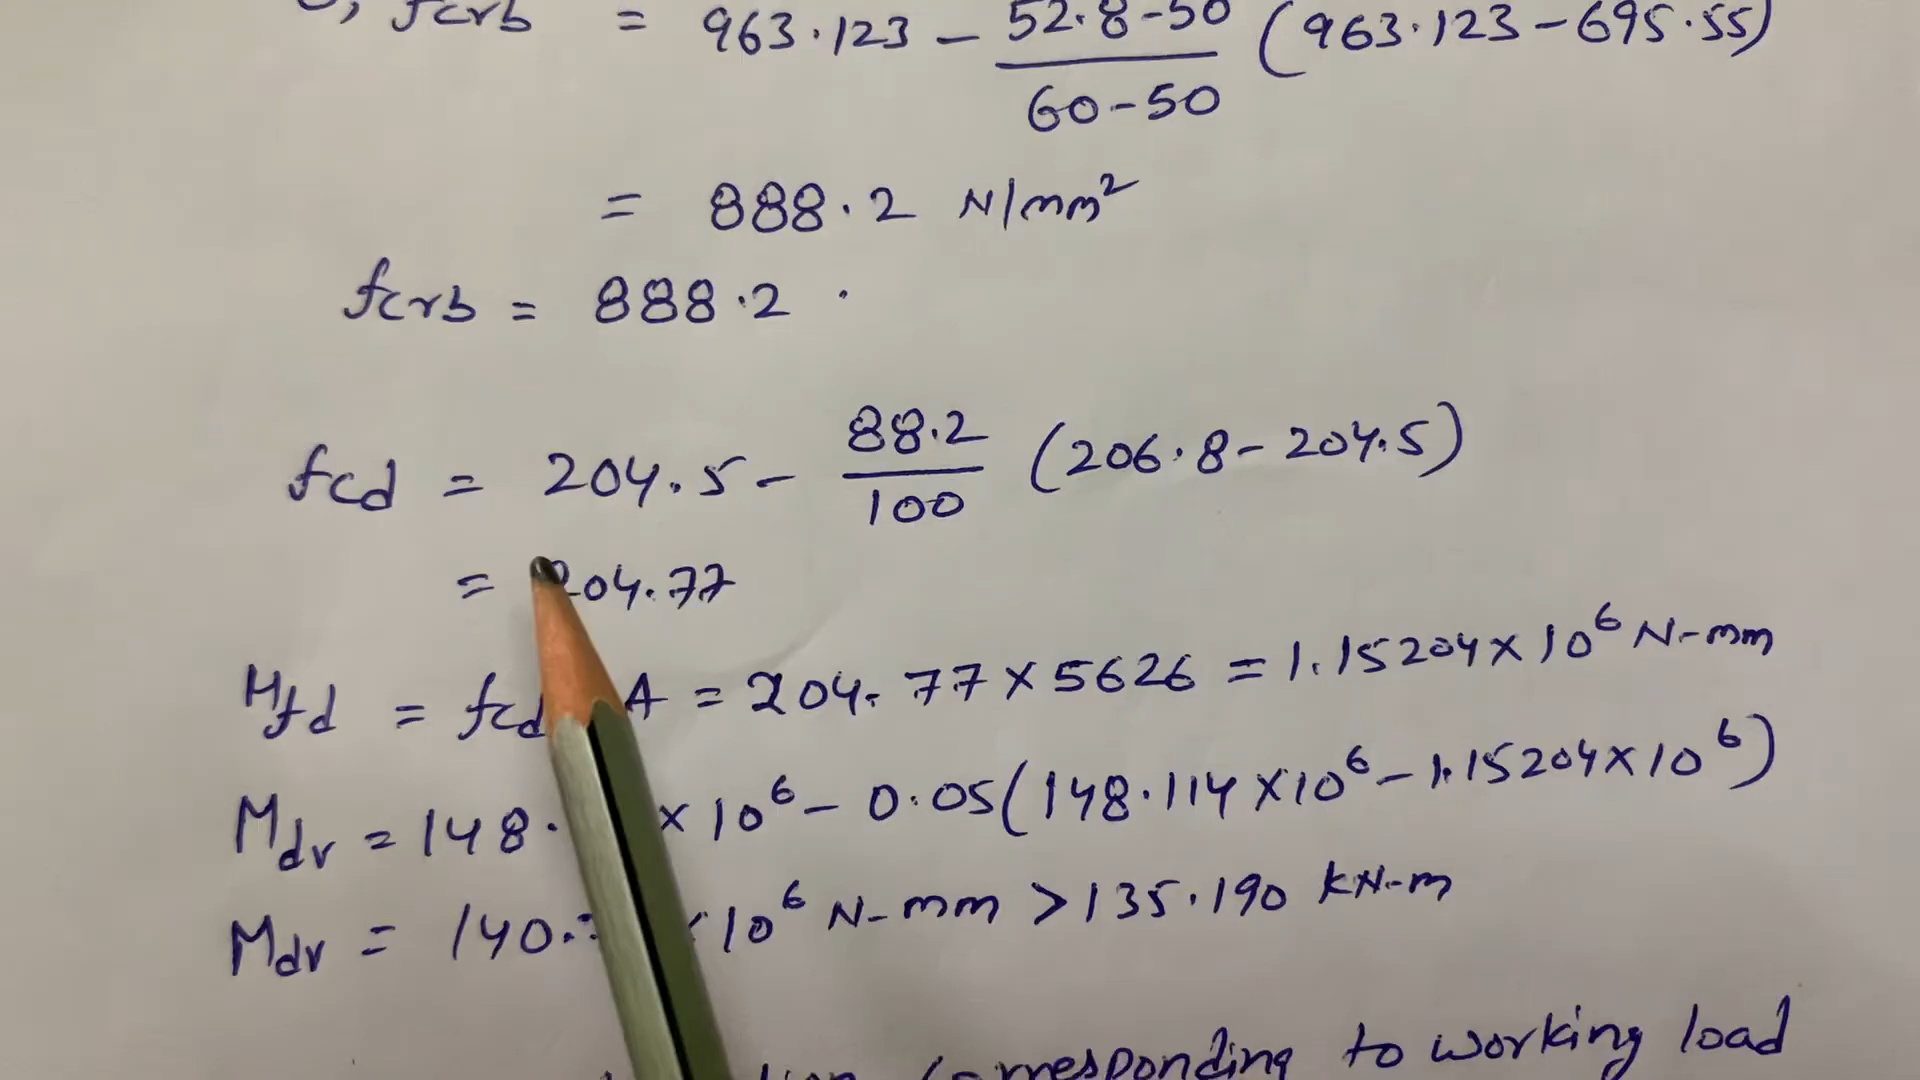 fcrb = 963.123 - 52.8-50 / 60-50 (963.123-695.55)
= 888.2 N/mm²
fcrb = 888.2 .
fcd = 204.5 - 88.2/100 (206.8-204.5)
= 204.77
Mfd = fcd A = 204.77 × 5626 = 1.15204×10⁶ N-mm
Mdv = 148. ×10⁶ - 0.05(148.114×10⁶ - 1.15204×10⁶)
Mdv = 140. ×10⁶ N-mm > 135.190 kN-m
corresponding to working load